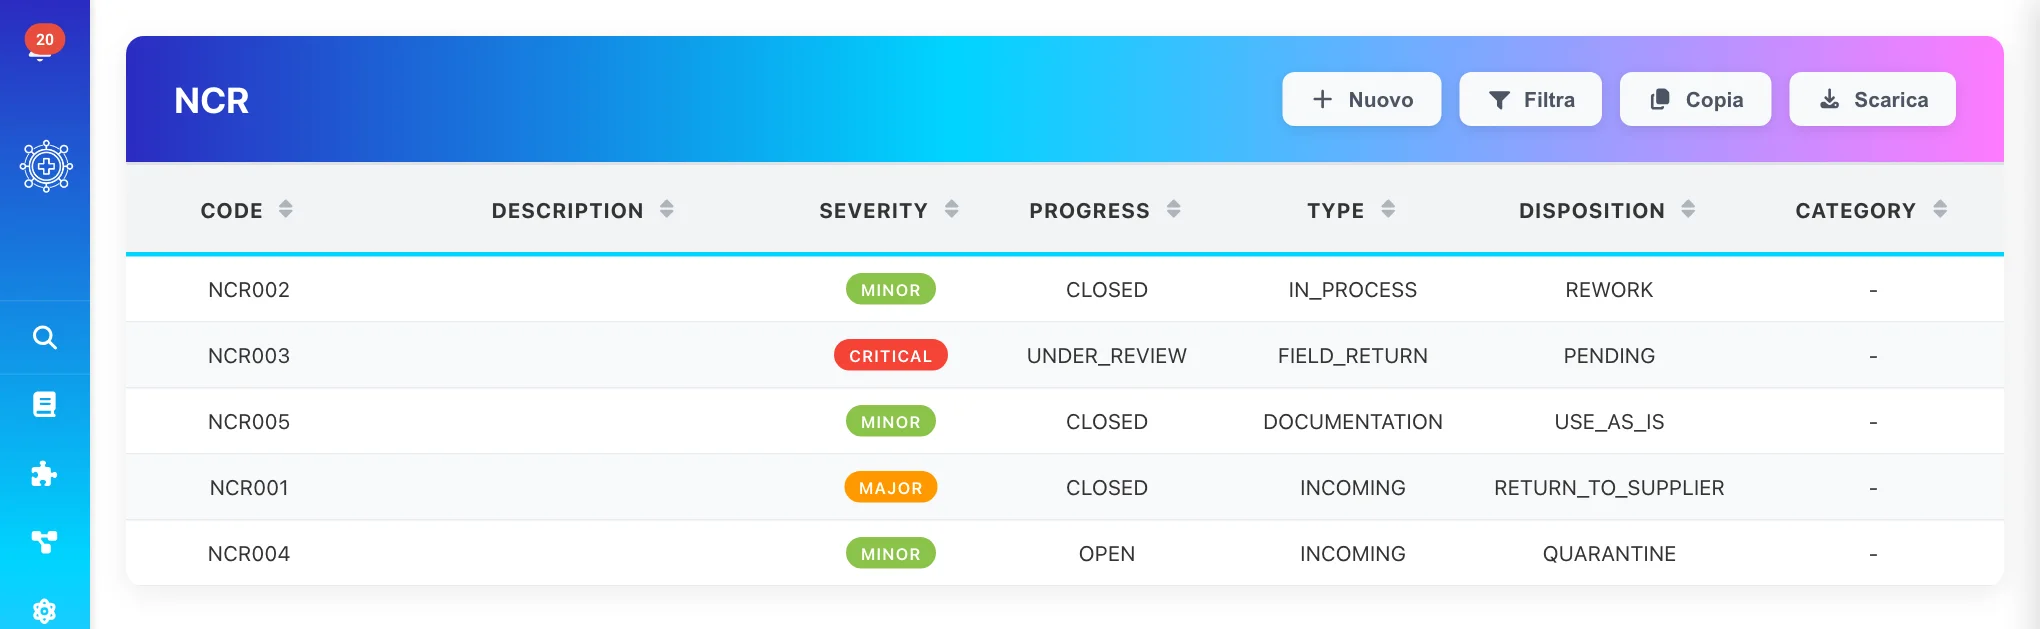 20
NCR
Nuovo Filtra Copia Scarica
CODE DESCRIPTION SEVERITY PROGRESS TYPE DISPOSITION CATEGORY
NCR002 MINOR CLOSED IN_PROCESS REWORK -
NCR003 CRITICAL UNDER_REVIEW FIELD_RETURN PENDING -
NCR005 MINOR CLOSED DOCUMENTATION USE_AS_IS -
NCR001 MAJOR CLOSED INCOMING RETURN_TO_SUPPLIER -
NCR004 MINOR OPEN INCOMING QUARANTINE -